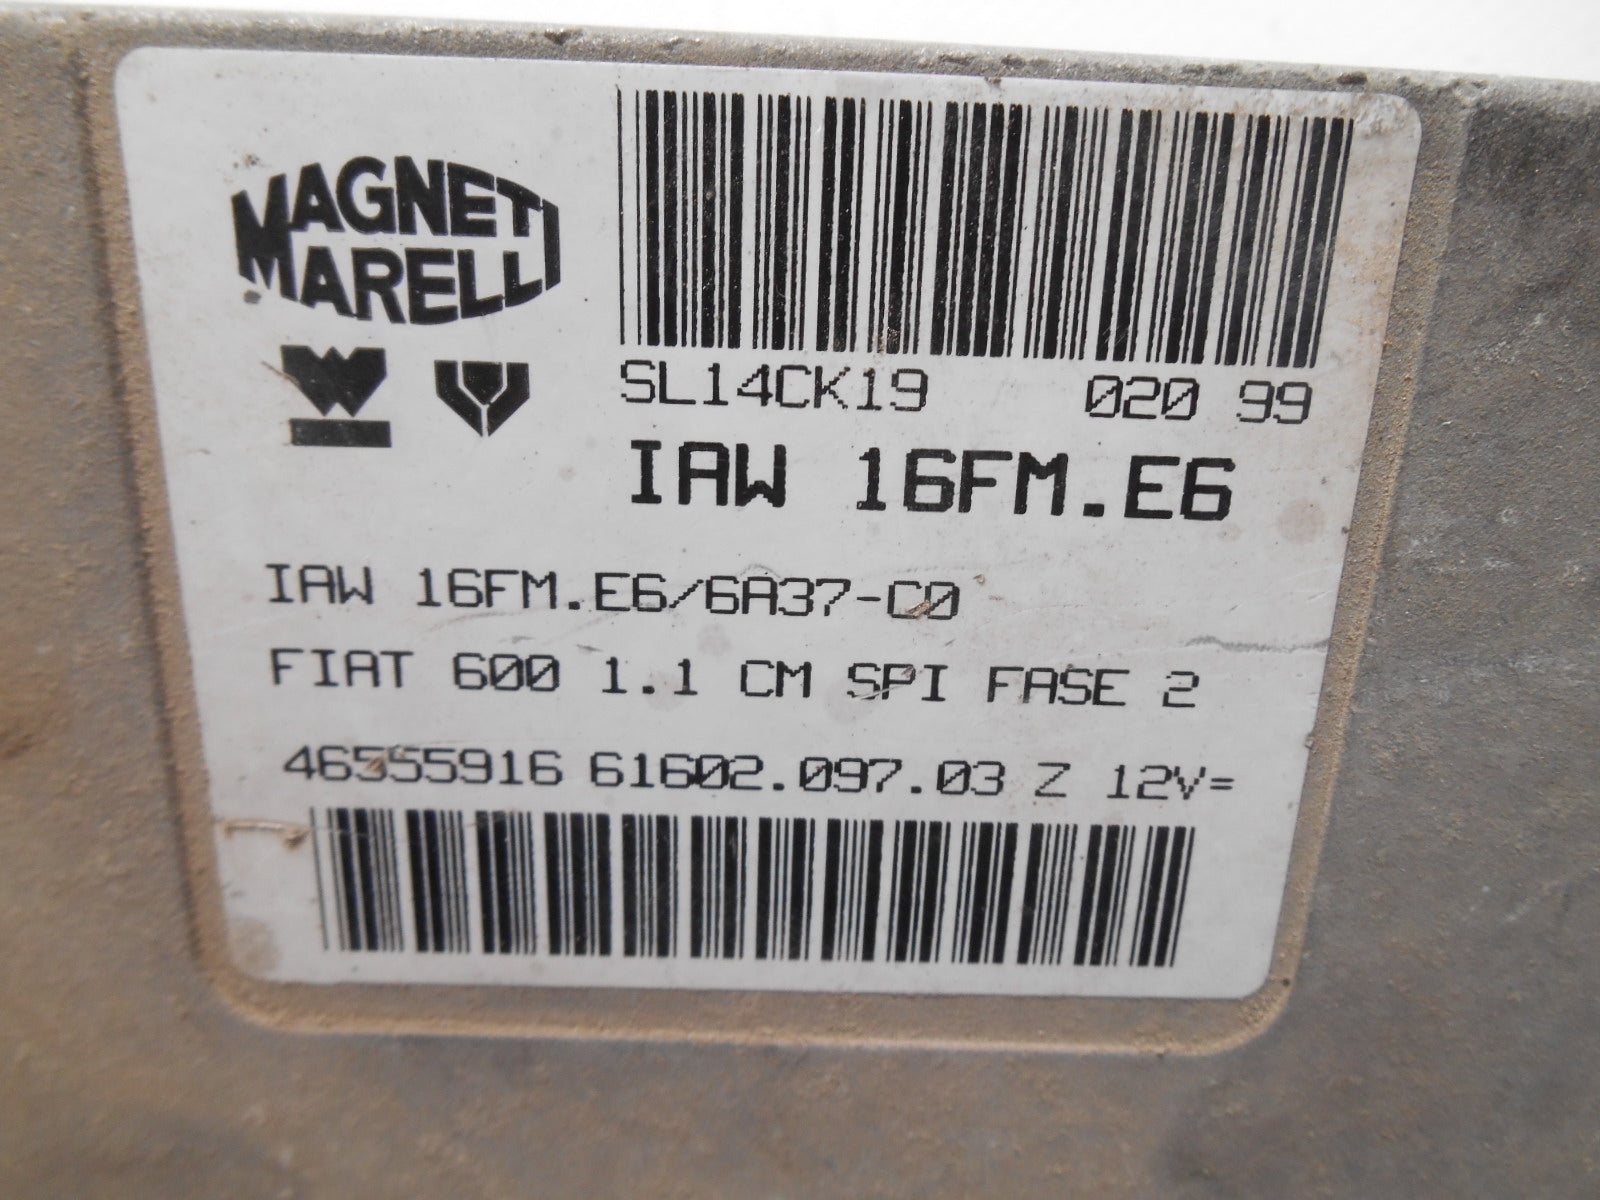 MAGNETI
MARELLI
SL14CK19 020 99
IAW 16FM.E6
IAW 16FM.E6/6A37-C0
FIAT 600 1.1 CM SPI FASE 2
46555916 61602.097.03 Z 12V=